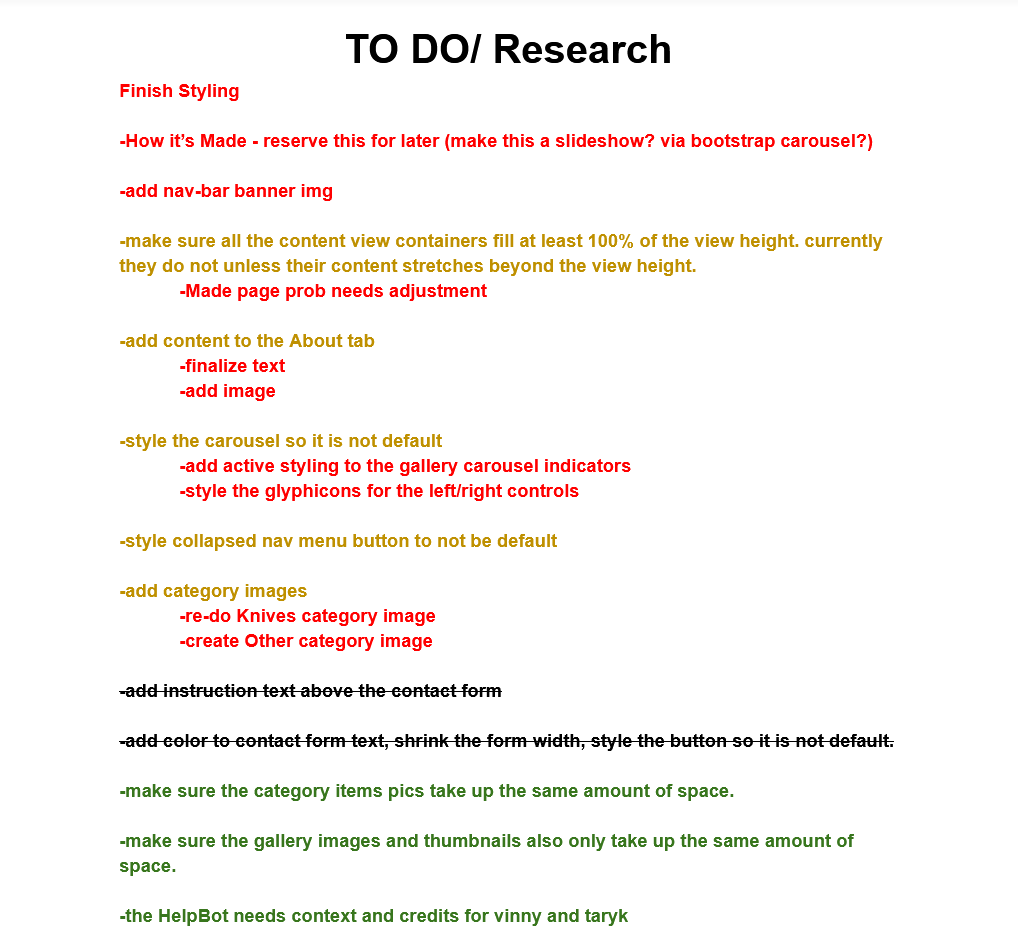 TO DO/ Research
Finish Styling
-How it’s Made - reserve this for later (make this a slideshow? via bootstrap carousel?)
-add nav-bar banner img
-make sure all the content view containers fill at least 100% of the view height. currently
they do not unless their content stretches beyond the view height.
-Made page prob needs adjustment
-add content to the About tab
-finalize text
-add image
-style the carousel so it is not default
-add active styling to the gallery carousel indicators
-style the glyphicons for the left/right controls
-style collapsed nav menu button to not be default
-add category images
-re-do Knives category image
-create Other category image
-add instruction text above the contact form
-add color to contact form text, shrink the form width, style the button so it is not default.
-make sure the category items pics take up the same amount of space.
-make sure the gallery images and thumbnails also only take up the same amount of
space.
-the HelpBot needs context and credits for vinny and taryk